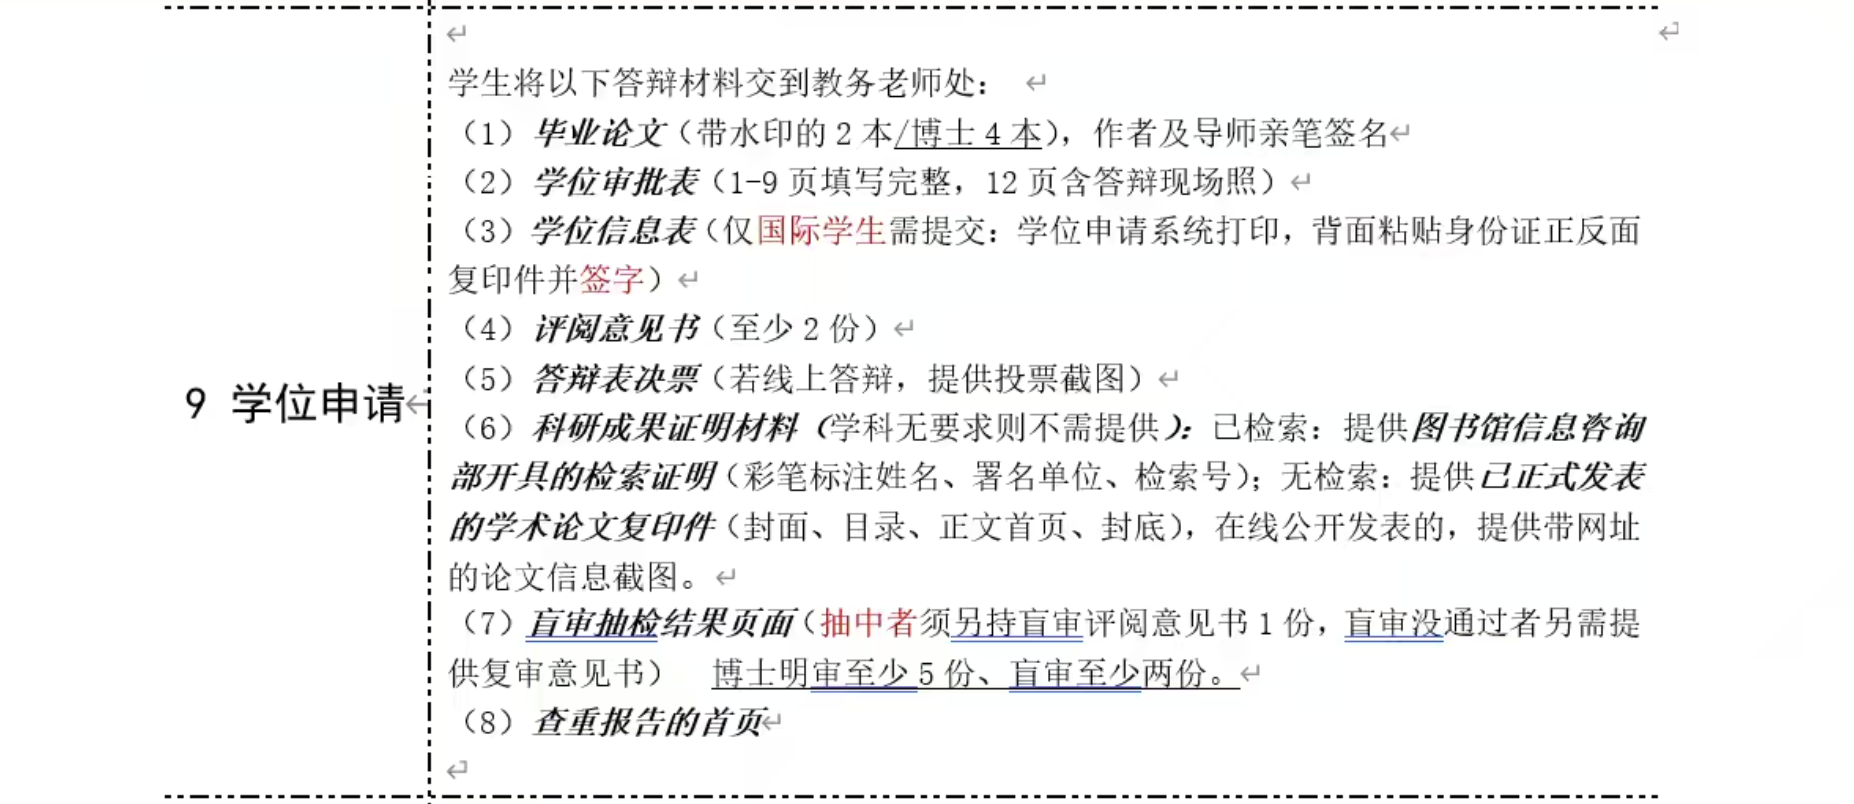 9 学位申请
学生将以下答辩材料交到教务老师处：
（1）毕业论文（带水印的 2 本/博士 4 本），作者及导师亲笔签名
（2）学位审批表（1-9 页填写完整，12 页含答辩现场照）
（3）学位信息表（仅国际学生需提交：学位申请系统打印，背面粘贴身份证正反面
复印件并签字）
（4）评阅意见书（至少 2 份）
（5）答辩表决票（若线上答辩，提供投票截图）
（6）科研成果证明材料（学科无要求则不需提供）：已检索：提供图书馆信息咨询
部开具的检索证明（彩笔标注姓名、署名单位、检索号）；无检索：提供已正式发表
的学术论文复印件（封面、目录、正文首页、封底），在线公开发表的，提供带网址
的论文信息截图。
（7）盲审抽检结果页面（抽中者须另持盲审评阅意见书 1 份，盲审没通过者另需提
供复审意见书） 博士明审至少 5 份、盲审至少两份。
（8）查重报告的首页